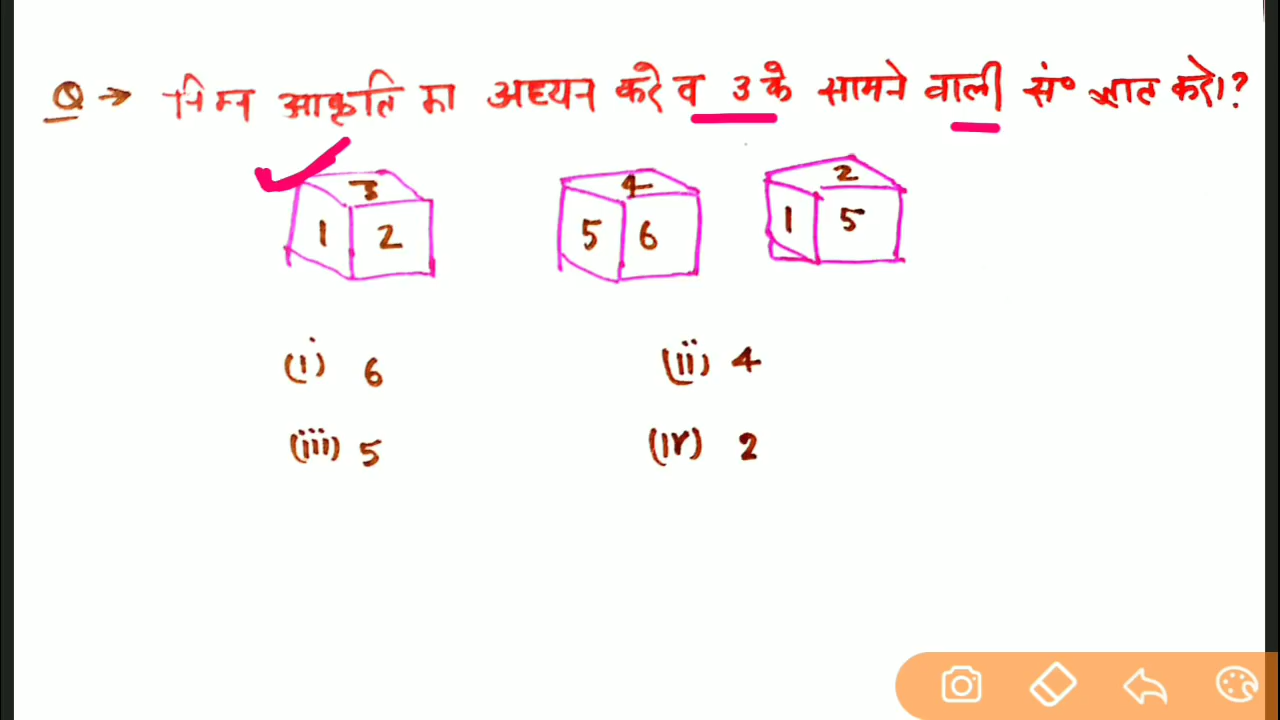 Q → निम्न आकृति का अध्यन करे व 3 के सामने वाली सं० ज्ञात करो।?
3
1 2
4
5 6
2
1 5
(i) 6 (ii) 4
(iii) 5 (iv) 2